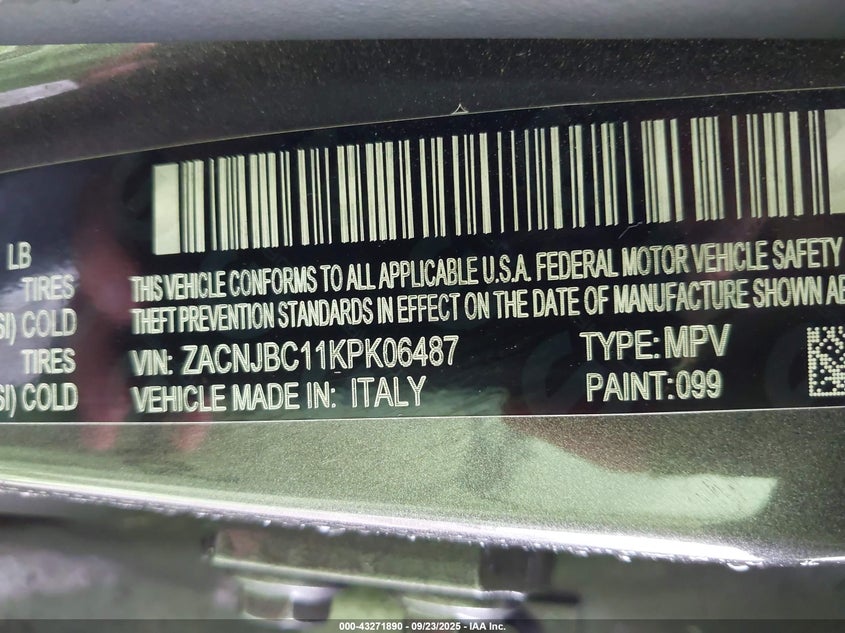 LB
TIRES
SI) COLD
TIRES
SI) COLD
THIS VEHICLE CONFORMS TO ALL APPLICABLE U.S.A. FEDERAL MOTOR VEHICLE SAFETY
THEFT PREVENTION STANDARDS IN EFFECT ON THE DATE OF MANUFACTURE SHOWN AB
VIN: ZACNJBC11KPK06487 TYPE: MPV
VEHICLE MADE IN: ITALY PAINT: 099
000-43271890 - 09/23/2025 - IAA Inc.